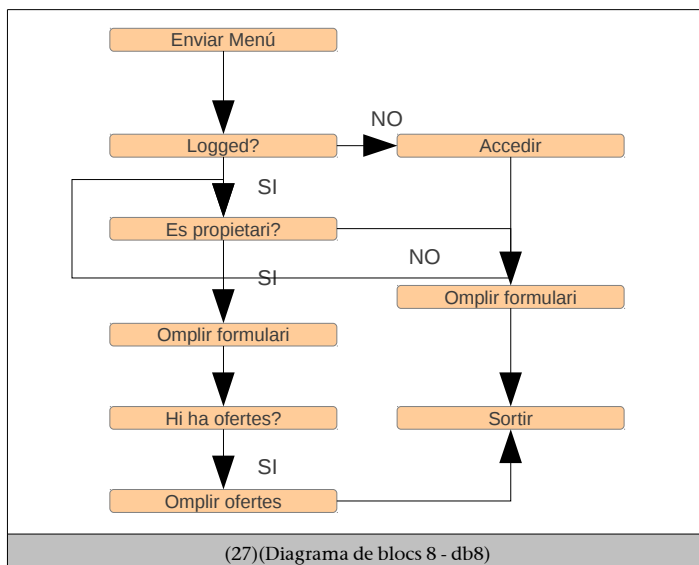 Enviar Menú
NO
Logged?
Accedir
SI
Es propietari?
NO
SI
Omplir formulari
Omplir formulari
Hi ha ofertes?
Sortir
SI
Omplir ofertes
(27)(Diagrama de blocs 8 - db8)